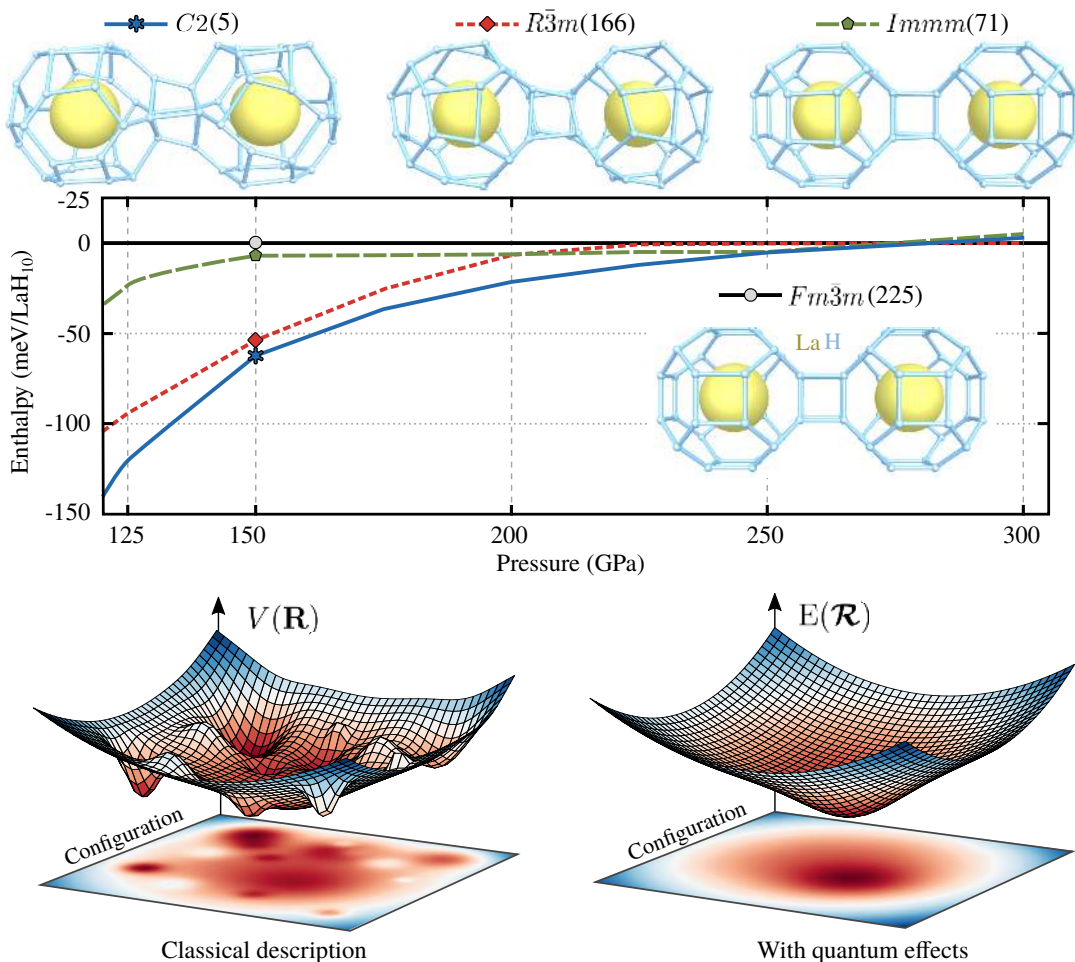 C2(5)
R3̄m(166)
Immm(71)
-25
0
-50
-100
-150
Enthalpy (meV/LaH₁₀)
Fm3̄m(225)
La H
125 150 200 250 300
Pressure (GPa)
V(R)
E(𝓡)
Configuration
Configuration
Classical description
With quantum effects